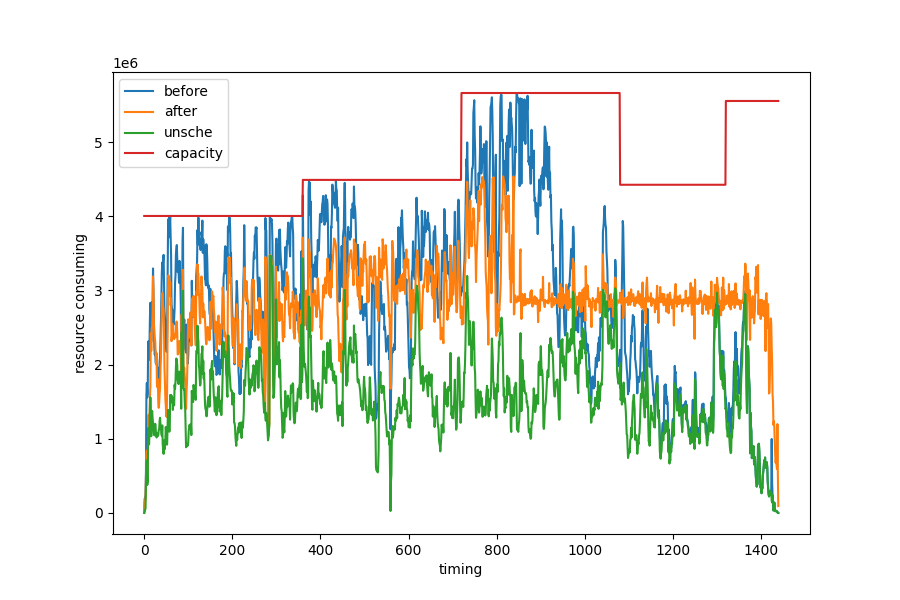 1e6
before
after
unsche
capacity
5
4
3
2
1
0
resource consuming
0 200 400 600 800 1000 1200 1400
timing